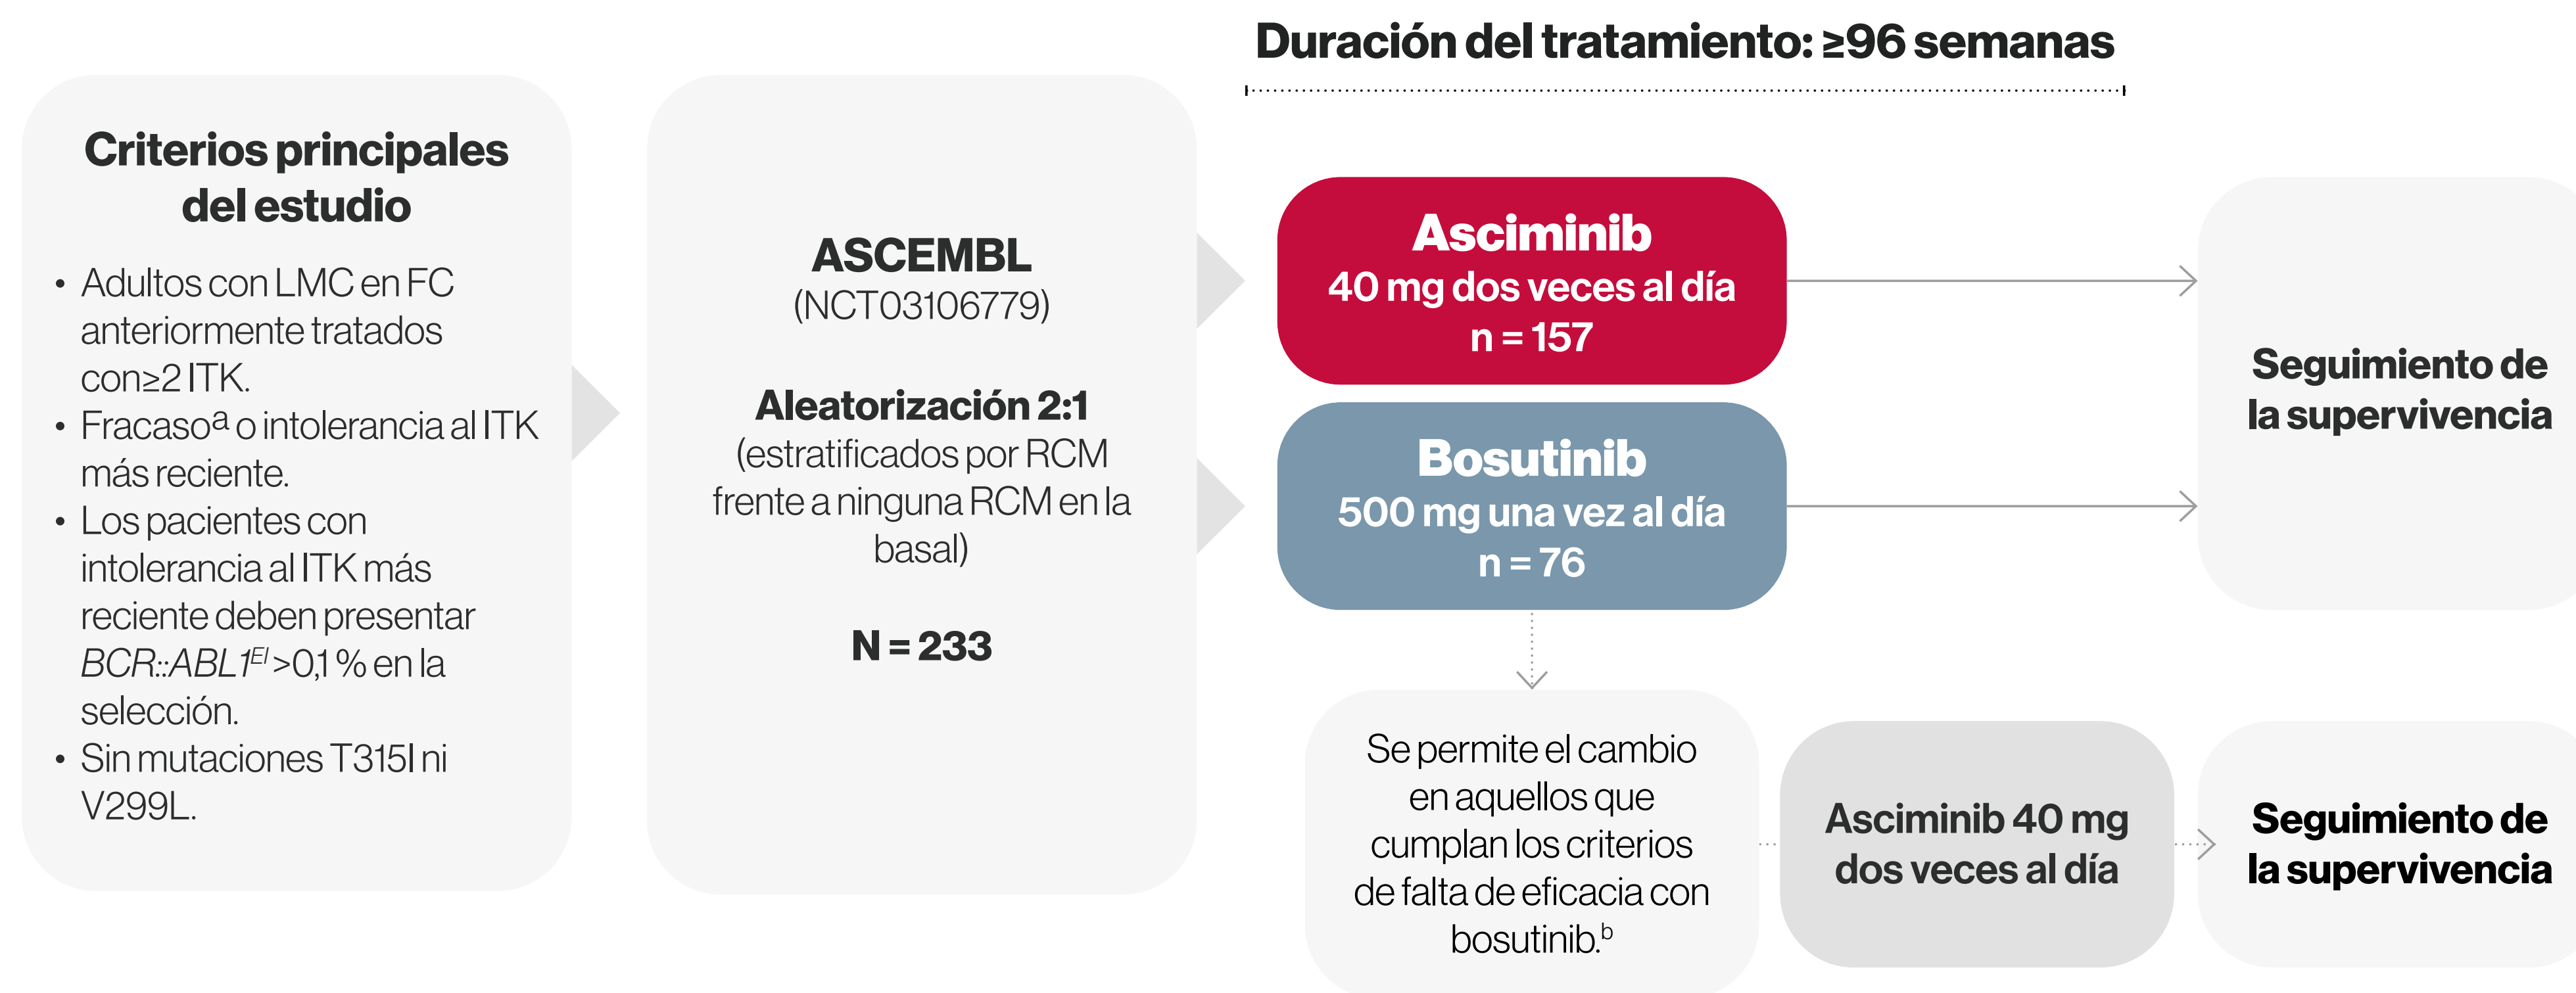 Duración del tratamiento: ≥96 semanas
Criterios principales
del estudio
• Adultos con LMC en FC
anteriormente tratados
con≥2 ITK.
• Fracasoᵃ o intolerancia al ITK
más reciente.
• Los pacientes con
intolerancia al ITK más
reciente deben presentar
BCR::ABL1ᴱᴵ >0,1 % en la
selección.
• Sin mutaciones T315I ni
V299L.
ASCEMBL
(NCT03106779)
Aleatorización 2:1
(estratificados por RCM
frente a ninguna RCM en la
basal)
N = 233
Asciminib
40 mg dos veces al día
n = 157
Bosutinib
500 mg una vez al día
n = 76
Seguimiento de
la supervivencia
Se permite el cambio
en aquellos que
cumplan los criterios
de falta de eficacia con
bosutinib.ᵇ
Asciminib 40 mg
dos veces al día
Seguimiento de
la supervivencia